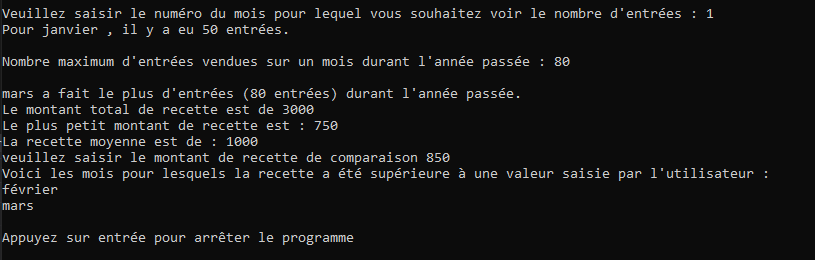 Veuillez saisir le numéro du mois pour lequel vous souhaitez voir le nombre d'entrées : 1
Pour janvier , il y a eu 50 entrées.
Nombre maximum d'entrées vendues sur un mois durant l'année passée : 80
mars a fait le plus d'entrées (80 entrées) durant l'année passée.
Le montant total de recette est de 3000
Le plus petit montant de recette est : 750
La recette moyenne est de : 1000
veuillez saisir le montant de recette de comparaison 850
Voici les mois pour lesquels la recette a été supérieure à une valeur saisie par l'utilisateur :
février
mars
Appuyez sur entrée pour arrêter le programme